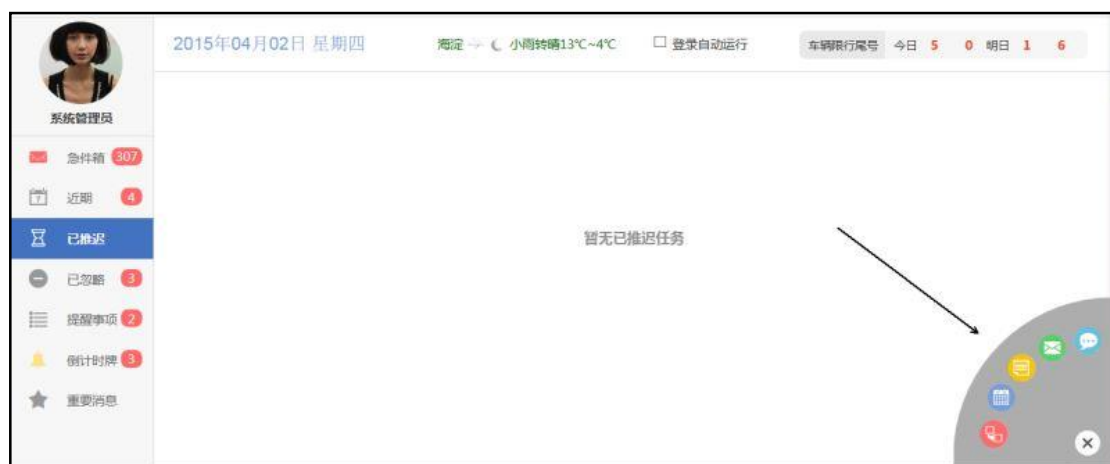 2015年04月02日 星期四
海淀 小雨转晴13℃~4℃
登录自动运行
车辆限行尾号 今日 5 0 明日 1 6
系统管理员
急件箱 307
近期 4
已推迟
已忽略 3
提醒事项 2
倒计时牌 3
重要消息
暂无已推迟任务